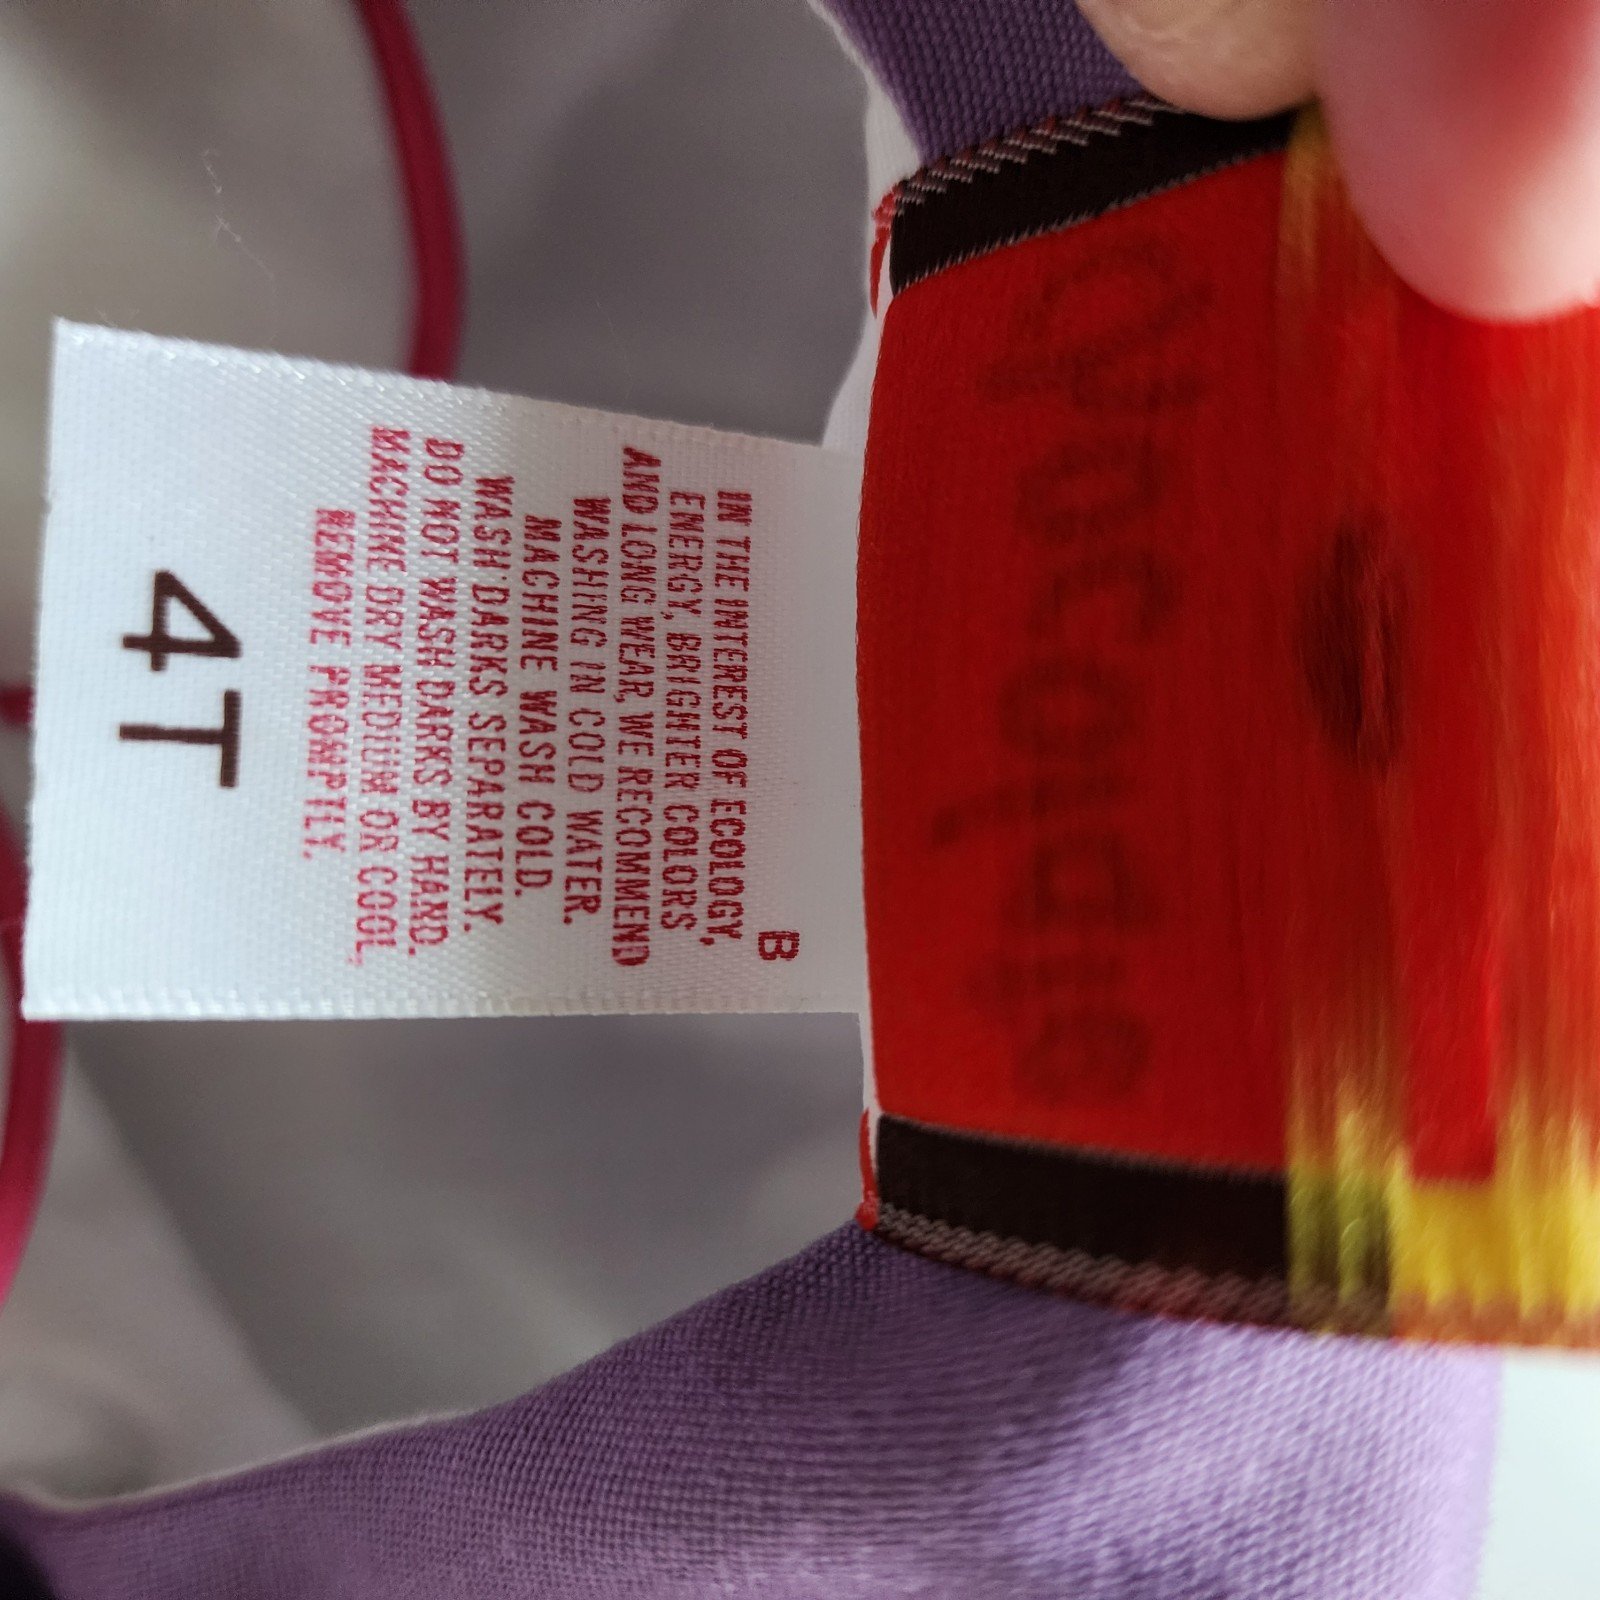 B
IN THE INTEREST OF ECOLOGY,
ENERGY, BRIGHTER COLORS
AND LONG WEAR, WE RECOMMEND
WASHING IN COLD WATER.
MACHINE WASH COLD.
WASH DARKS SEPARATELY.
DO NOT WASH DARKS BY HAND.
MACHINE DRY MEDIUM OR COOL,
REMOVE PROMPTLY.
4T